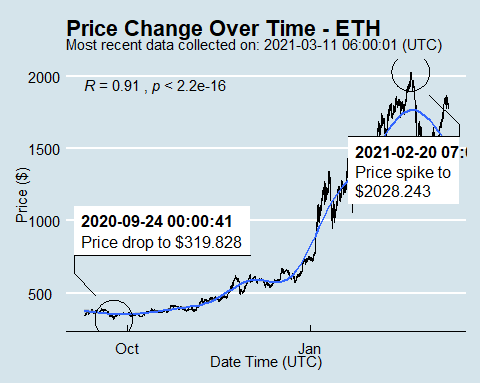 Price Change Over Time - ETH
Most recent data collected on: 2021-03-11 06:00:01 (UTC)
R = 0.91 , p < 2.2e-16
2000
1500
1000
500
Price ($)
2021-02-20 07:
Price spike to
$2028.243
2020-09-24 00:00:41
Price drop to $319.828
Oct
Jan
Date Time (UTC)